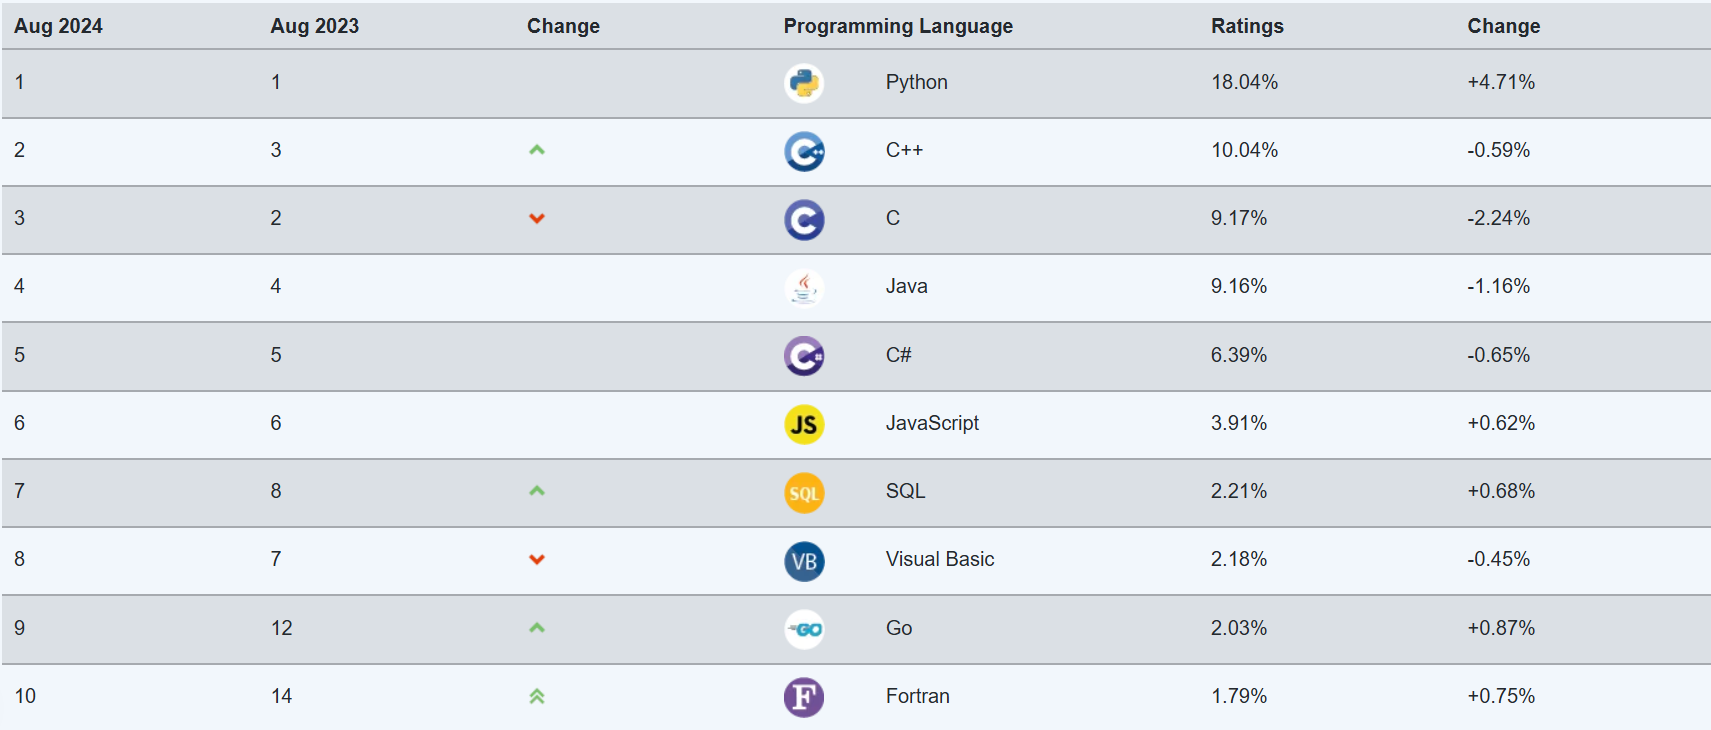 Aug 2024 Aug 2023 Change Programming Language Ratings Change
1 1 Python 18.04% +4.71%
2 3 C++ 10.04% -0.59%
3 2 C 9.17% -2.24%
4 4 Java 9.16% -1.16%
5 5 C# 6.39% -0.65%
6 6 JS JavaScript 3.91% +0.62%
7 8 SQL SQL 2.21% +0.68%
8 7 VB Visual Basic 2.18% -0.45%
9 12 GO Go 2.03% +0.87%
10 14 F Fortran 1.79% +0.75%